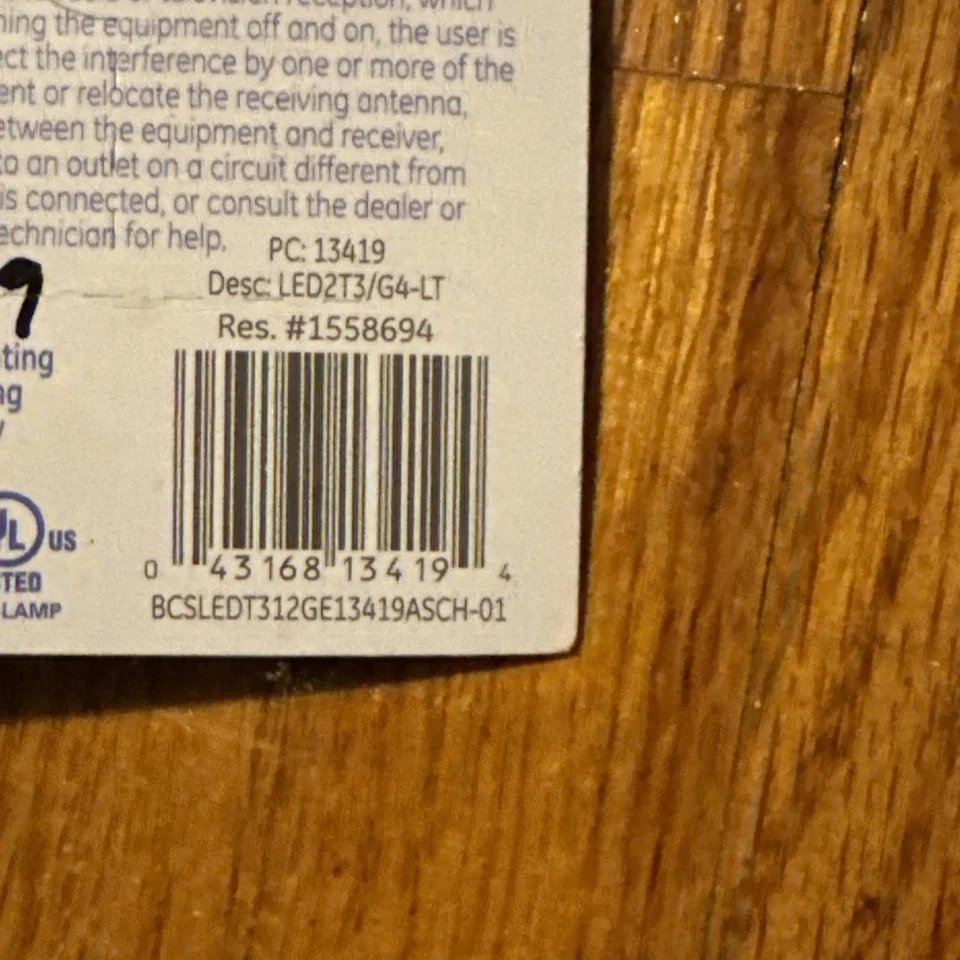 ning the equipment off and on, the user is
ect the interference by one or more of the
ent or relocate the receiving antenna,
etween the equipment and receiver,
to an outlet on a circuit different from
is connected, or consult the dealer or
echnician for help.
PC: 13419
Desc: LED2T3/G4-LT
Res. #1558694
9
ting
ng
y
0 43168 13419 4
UL US
TED
LAMP
BCSLEDT312GE13419ASCH-01